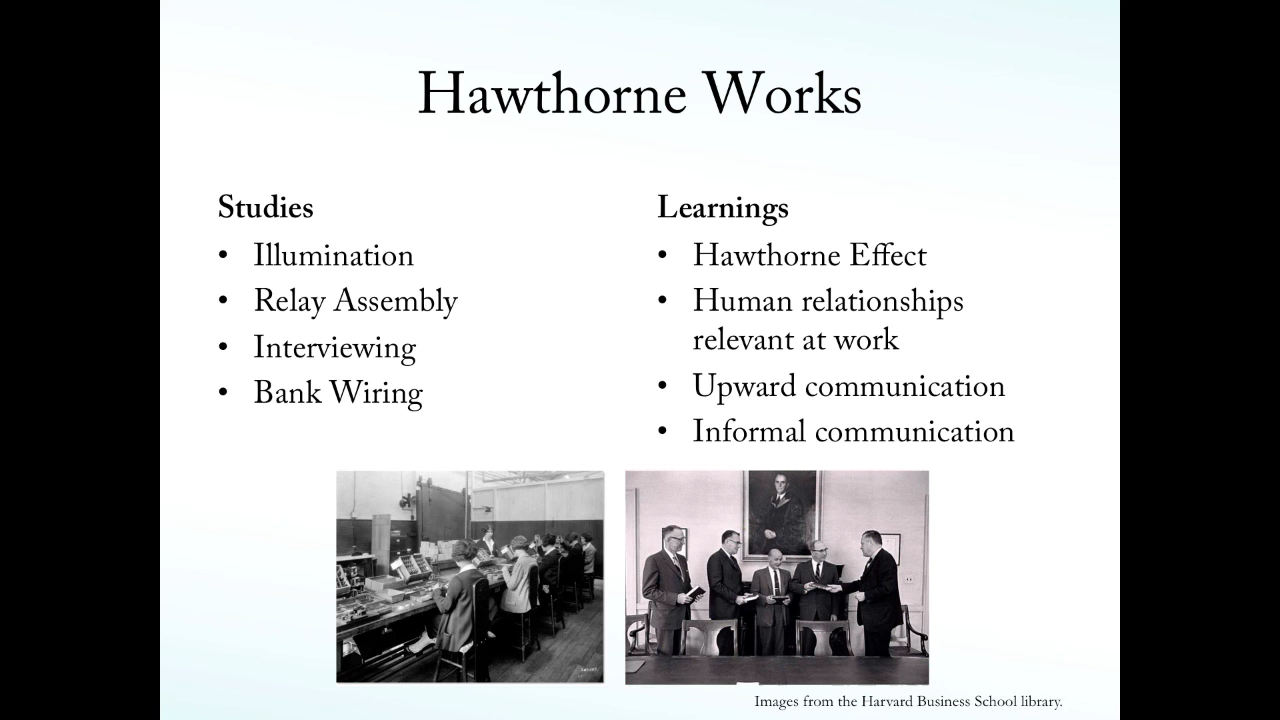 Hawthorne Works
Studies
• Illumination
• Relay Assembly
• Interviewing
• Bank Wiring
Learnings
• Hawthorne Effect
• Human relationships
relevant at work
• Upward communication
• Informal communication
Images from the Harvard Business School library.